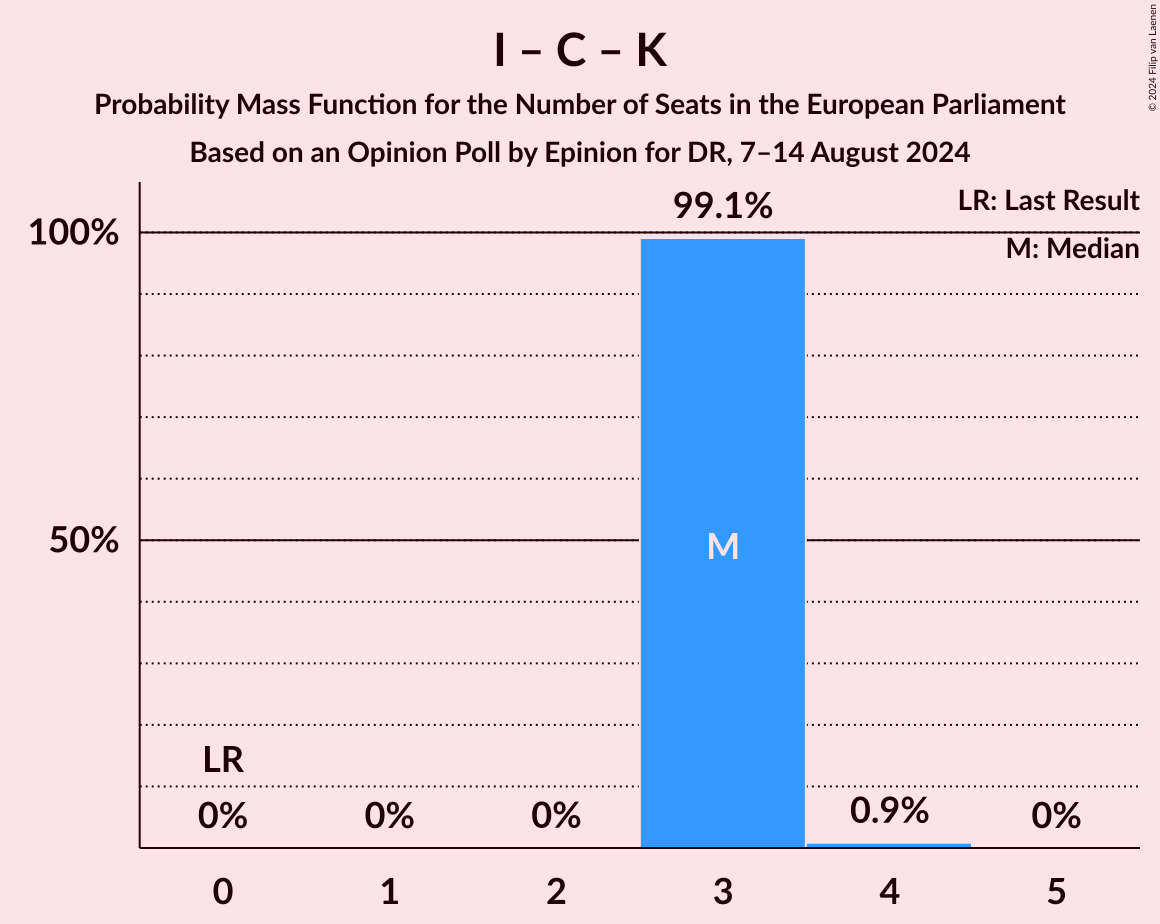 I – C – K
Probability Mass Function for the Number of Seats in the European Parliament
Based on an Opinion Poll by Epinion for DR, 7–14 August 2024
© 2024 Filip van Laenen
LR: Last Result
M: Median
100%
50%
99.1%
M
LR
0%
0%
0%
0.9%
0%
0
1
2
3
4
5